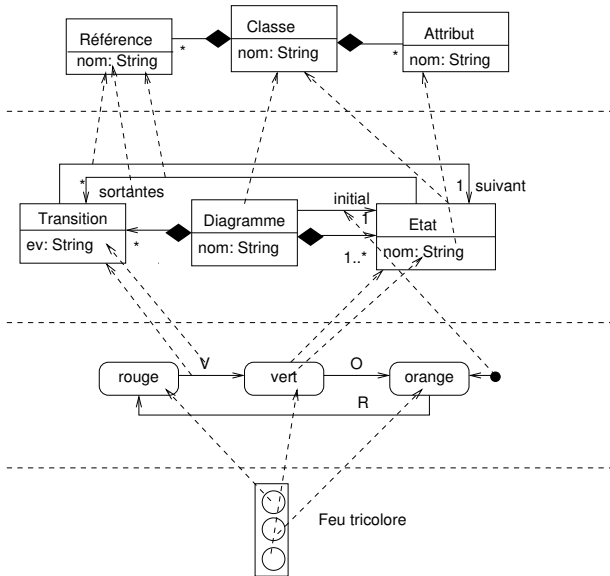 Référence
nom: String
*
Classe
nom: String
*
Attribut
nom: String
*
sortantes
1
suivant
Transition
ev: String
*
Diagramme
nom: String
initial
1
1..*
Etat
nom: String
rouge
V
vert
O
orange
R
Feu tricolore